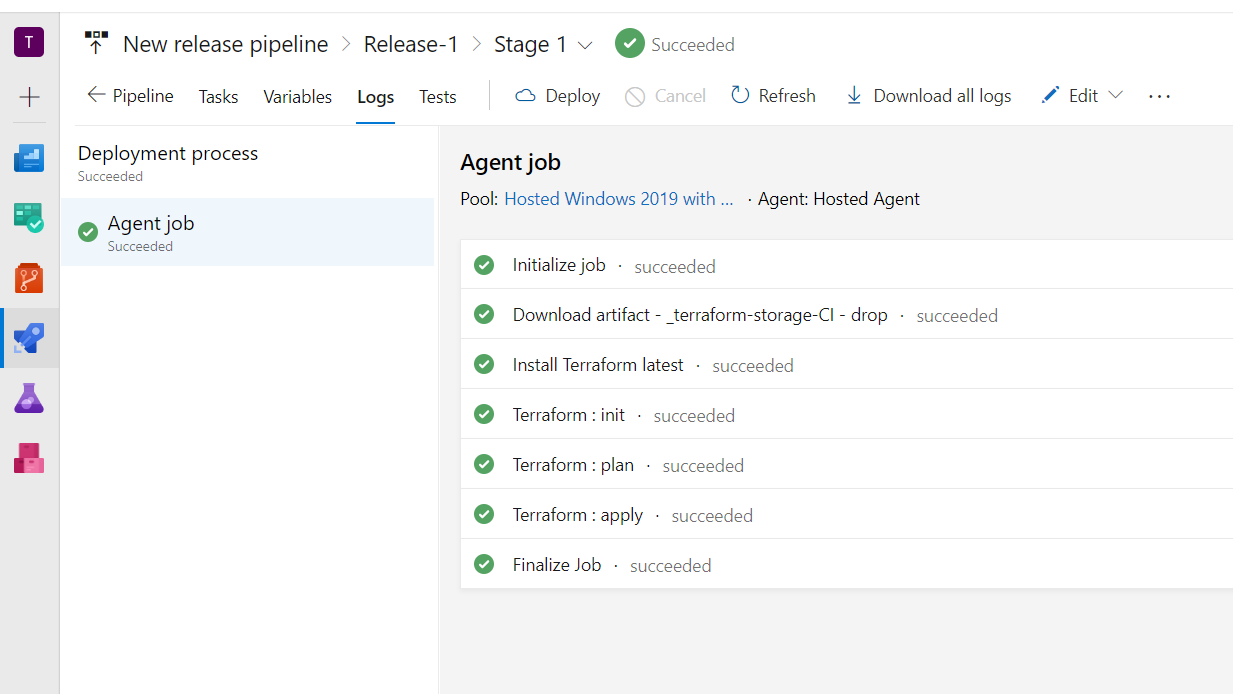 T
New release pipeline > Release-1 > Stage 1 Succeeded
Pipeline Tasks Variables Logs Tests Deploy Cancel Refresh Download all logs Edit ...
Deployment process
Succeeded
Agent job
Succeeded
Agent job
Pool: Hosted Windows 2019 with ... · Agent: Hosted Agent
Initialize job · succeeded
Download artifact - _terraform-storage-CI - drop · succeeded
Install Terraform latest · succeeded
Terraform : init · succeeded
Terraform : plan · succeeded
Terraform : apply · succeeded
Finalize Job · succeeded